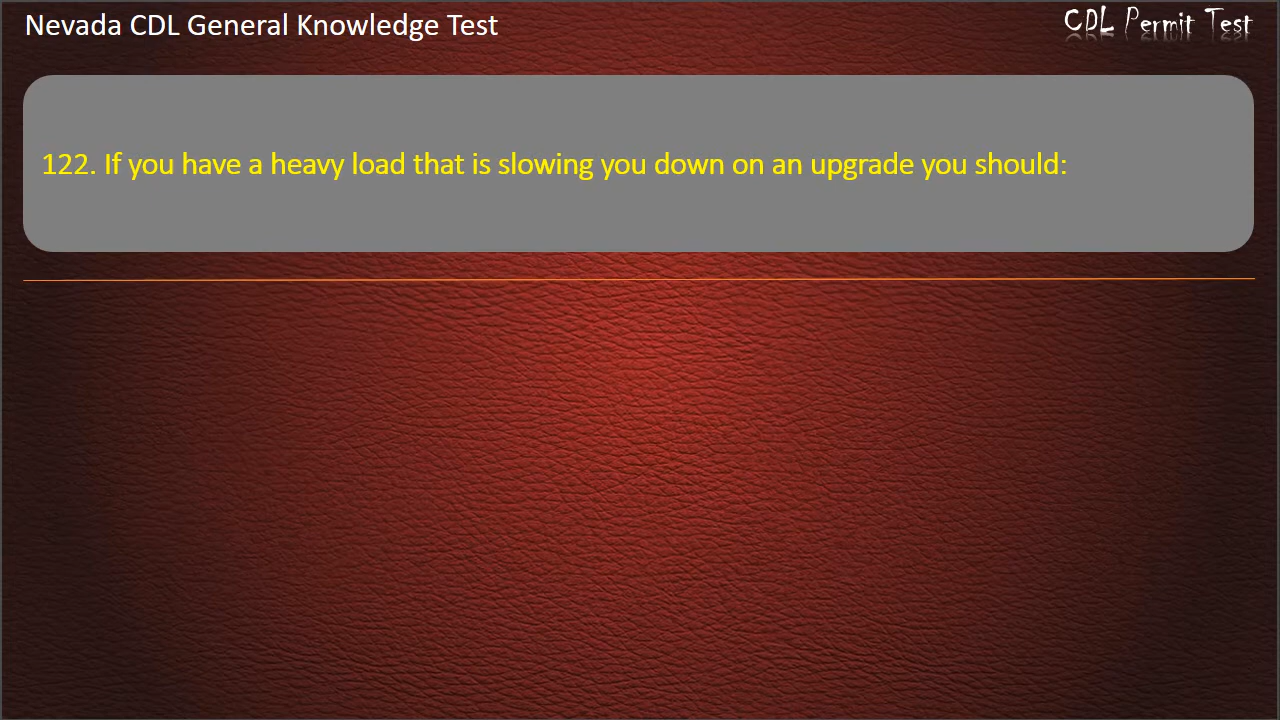 Nevada CDL General Knowledge Test
CDL Permit Test
122. If you have a heavy load that is slowing you down on an upgrade you should: